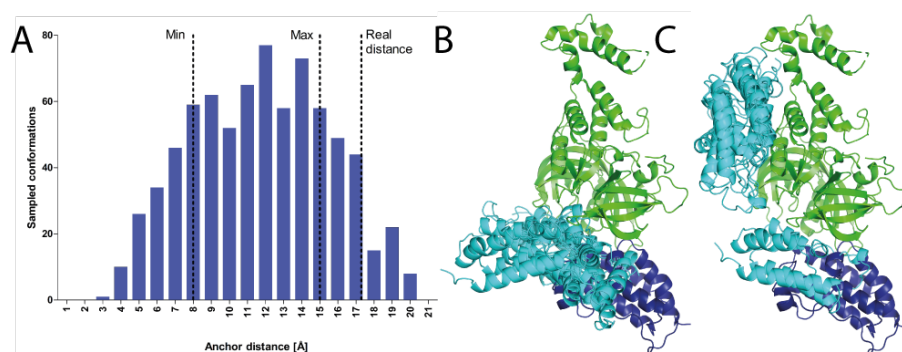 A
B
C
Min
Max
Real
distance
Sampled conformations
80
60
40
20
0
1 2 3 4 5 6 7 8 9 10 11 12 13 14 15 16 17 18 19 20 21
Anchor distance [Å]